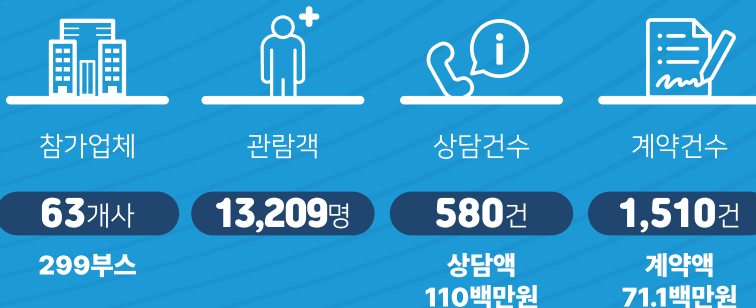 참가업체
63개사
299부스
관람객
13,209명
상담건수
580건
상담액
110백만원
계약건수
1,510건
계약액
71.1백만원